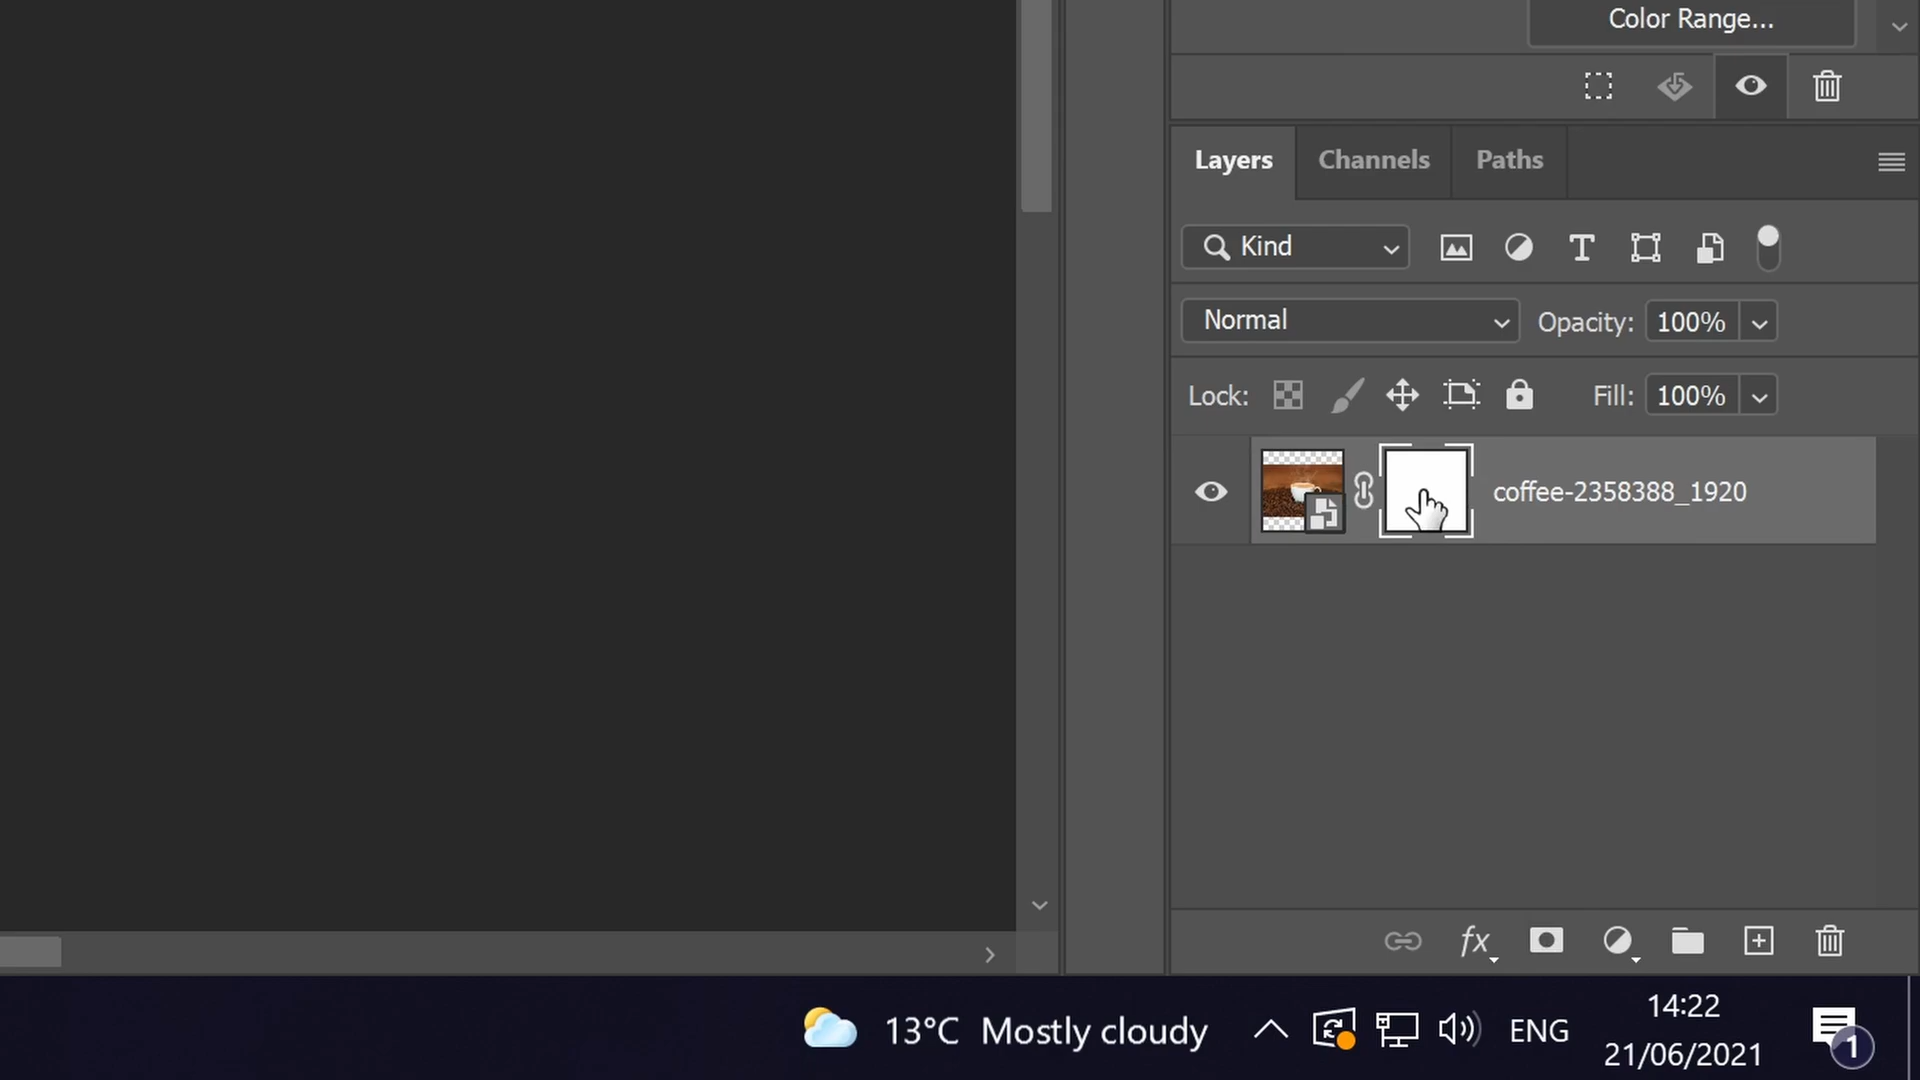 Color Range...
Layers Channels Paths
Kind
Normal Opacity: 100%
Lock: Fill: 100%
coffee-2358388_1920
fx
13°C Mostly cloudy ENG 14:22
21/06/2021
1